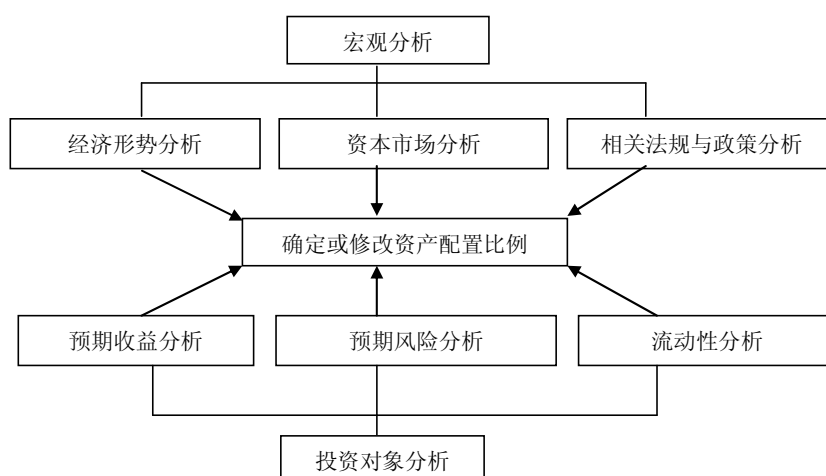 宏观分析
经济形势分析
资本市场分析
相关法规与政策分析
确定或修改资产配置比例
预期收益分析
预期风险分析
流动性分析
投资对象分析